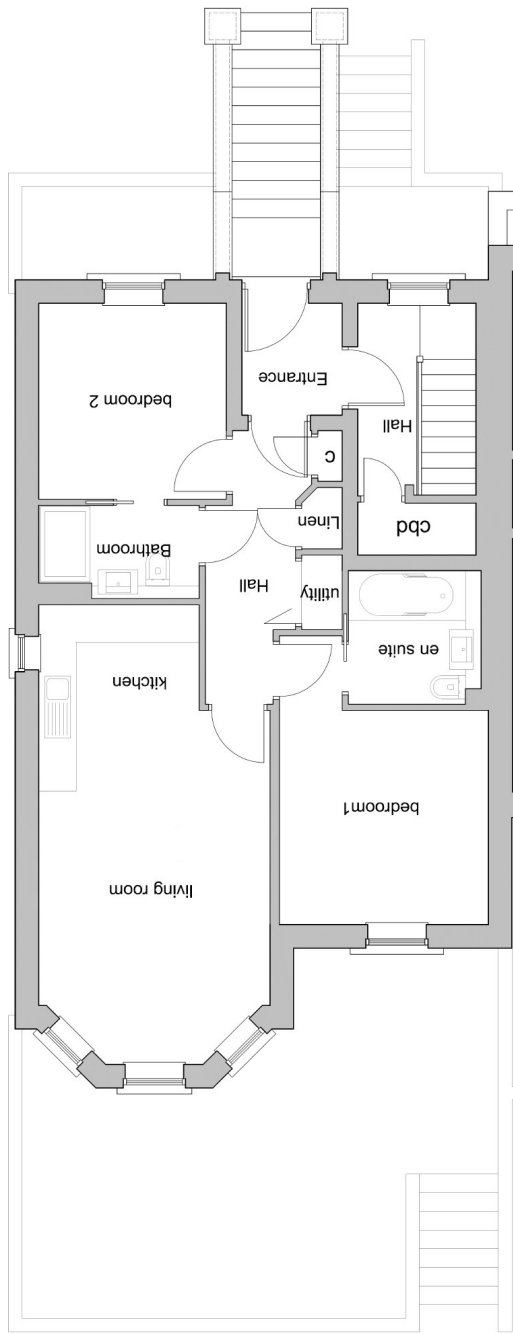 living room
bedroom1
kitchen
en suite
utility
Hall
Bathroom
cbd
Linen
c
Hall
bedroom 2
Entrance